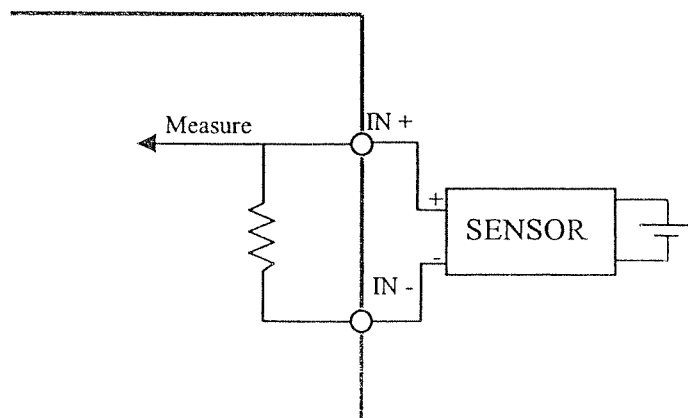 Measure
IN +
+
SENSOR
-
IN -